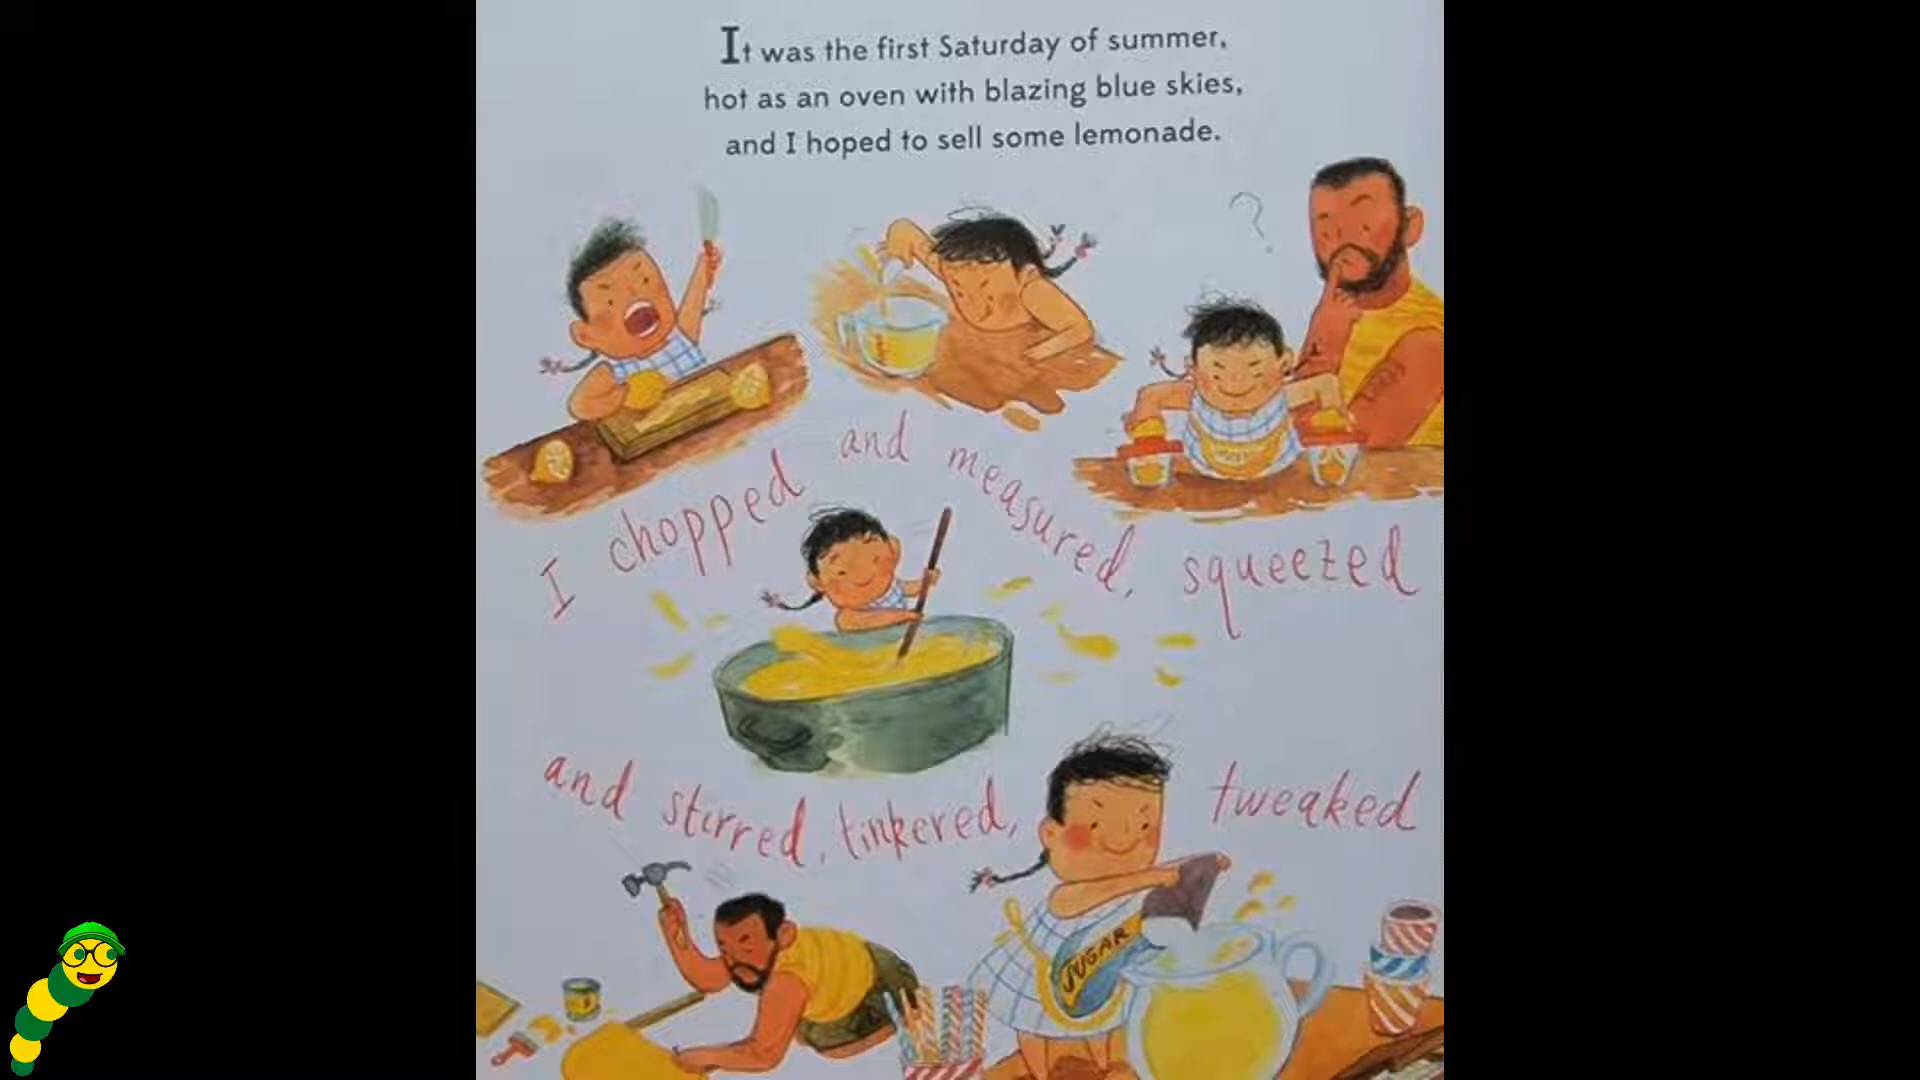 It was the first Saturday of summer,
hot as an oven with blazing blue skies,
and I hoped to sell some lemonade.
I chopped and measured, squeezed
and stirred, tinkered, tweaked
SUGAR